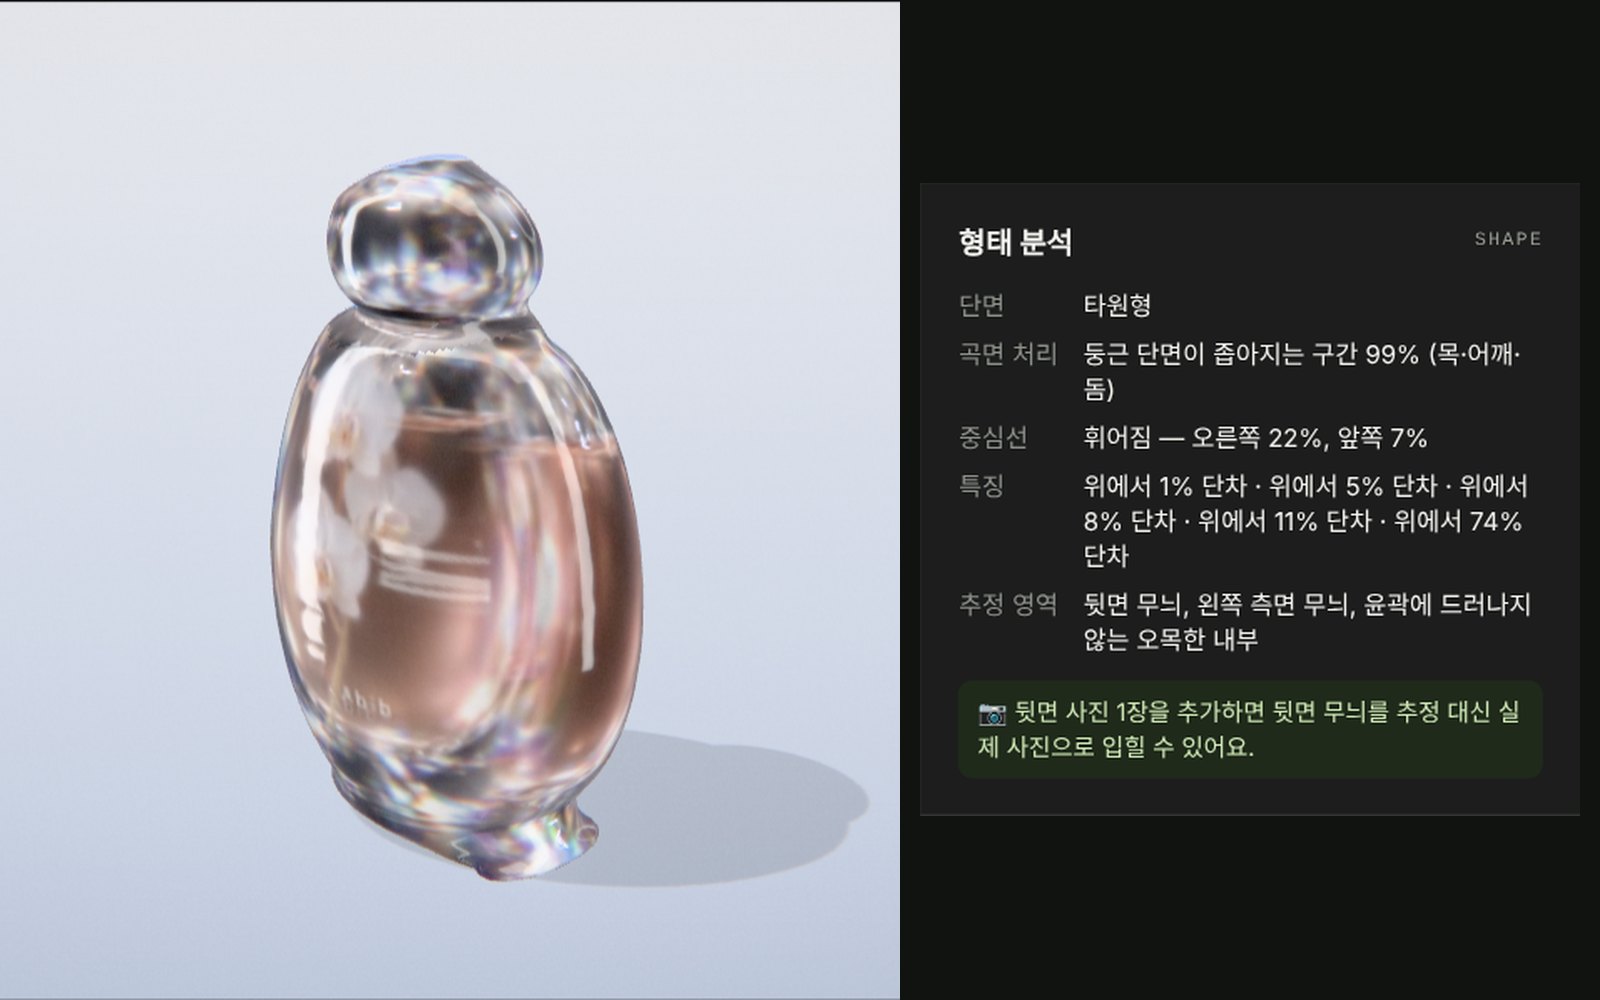 형태 분석
SHAPE
단면
타원형
곡면 처리
둥근 단면이 좁아지는 구간 99% (목·어깨·
돔)
중심선
휘어짐 — 오른쪽 22%, 앞쪽 7%
특징
위에서 1% 단차 · 위에서 5% 단차 · 위에서
8% 단차 · 위에서 11% 단차 · 위에서 74%
단차
추정 영역
뒷면 무늬, 왼쪽 측면 무늬, 윤곽에 드러나지
않는 오목한 내부
📷 뒷면 사진 1장을 추가하면 뒷면 무늬를 추정 대신 실
제 사진으로 입힐 수 있어요.